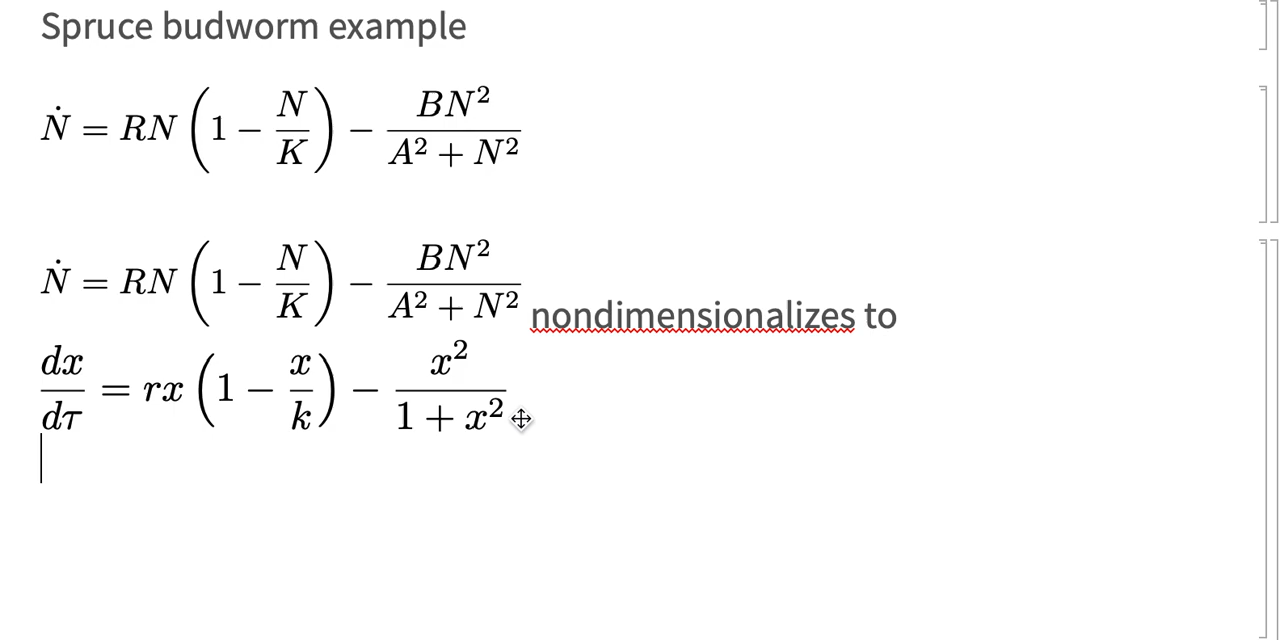 Spruce budworm example
Ṅ = RN (1 − N/K) − BN²/(A² + N²)
Ṅ = RN (1 − N/K) − BN²/(A² + N²) nondimensionalizes to
dx/dτ = rx (1 − x/k) − x²/(1 + x²)